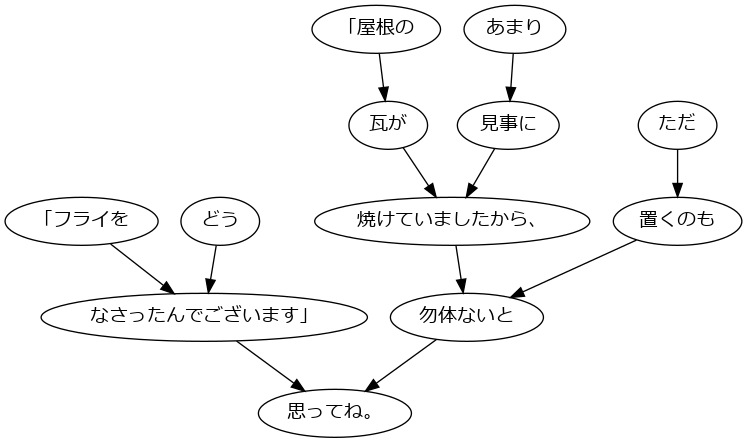 「屋根の
あまり
瓦が
見事に
ただ
「フライを
どう
焼けていましたから、
置くのも
なさったんでございます」
勿体ないと
思ってね。